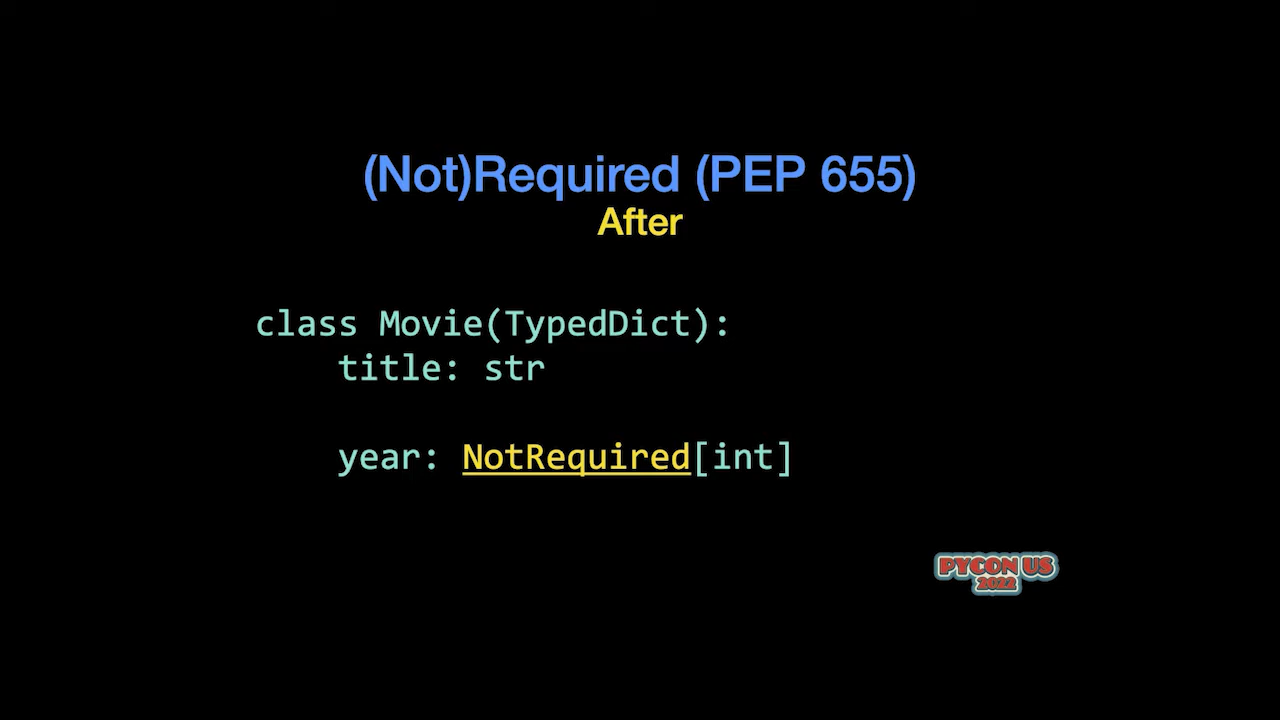 (Not)Required (PEP 655)
After
class Movie(TypedDict):
    title: str
    year: NotRequired[int]
PYCON US
2022